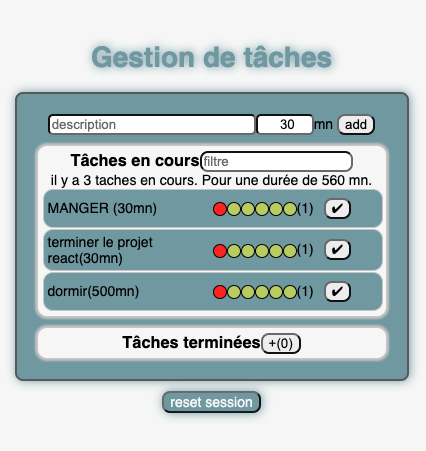 Gestion de tâches
description 30 mn add
Tâches en cours filtre
il y a 3 taches en cours. Pour une durée de 560 mn.
MANGER (30mn) (1) ✔
terminer le projet
react(30mn) (1) ✔
dormir(500mn) (1) ✔
Tâches terminées +(0)
reset session